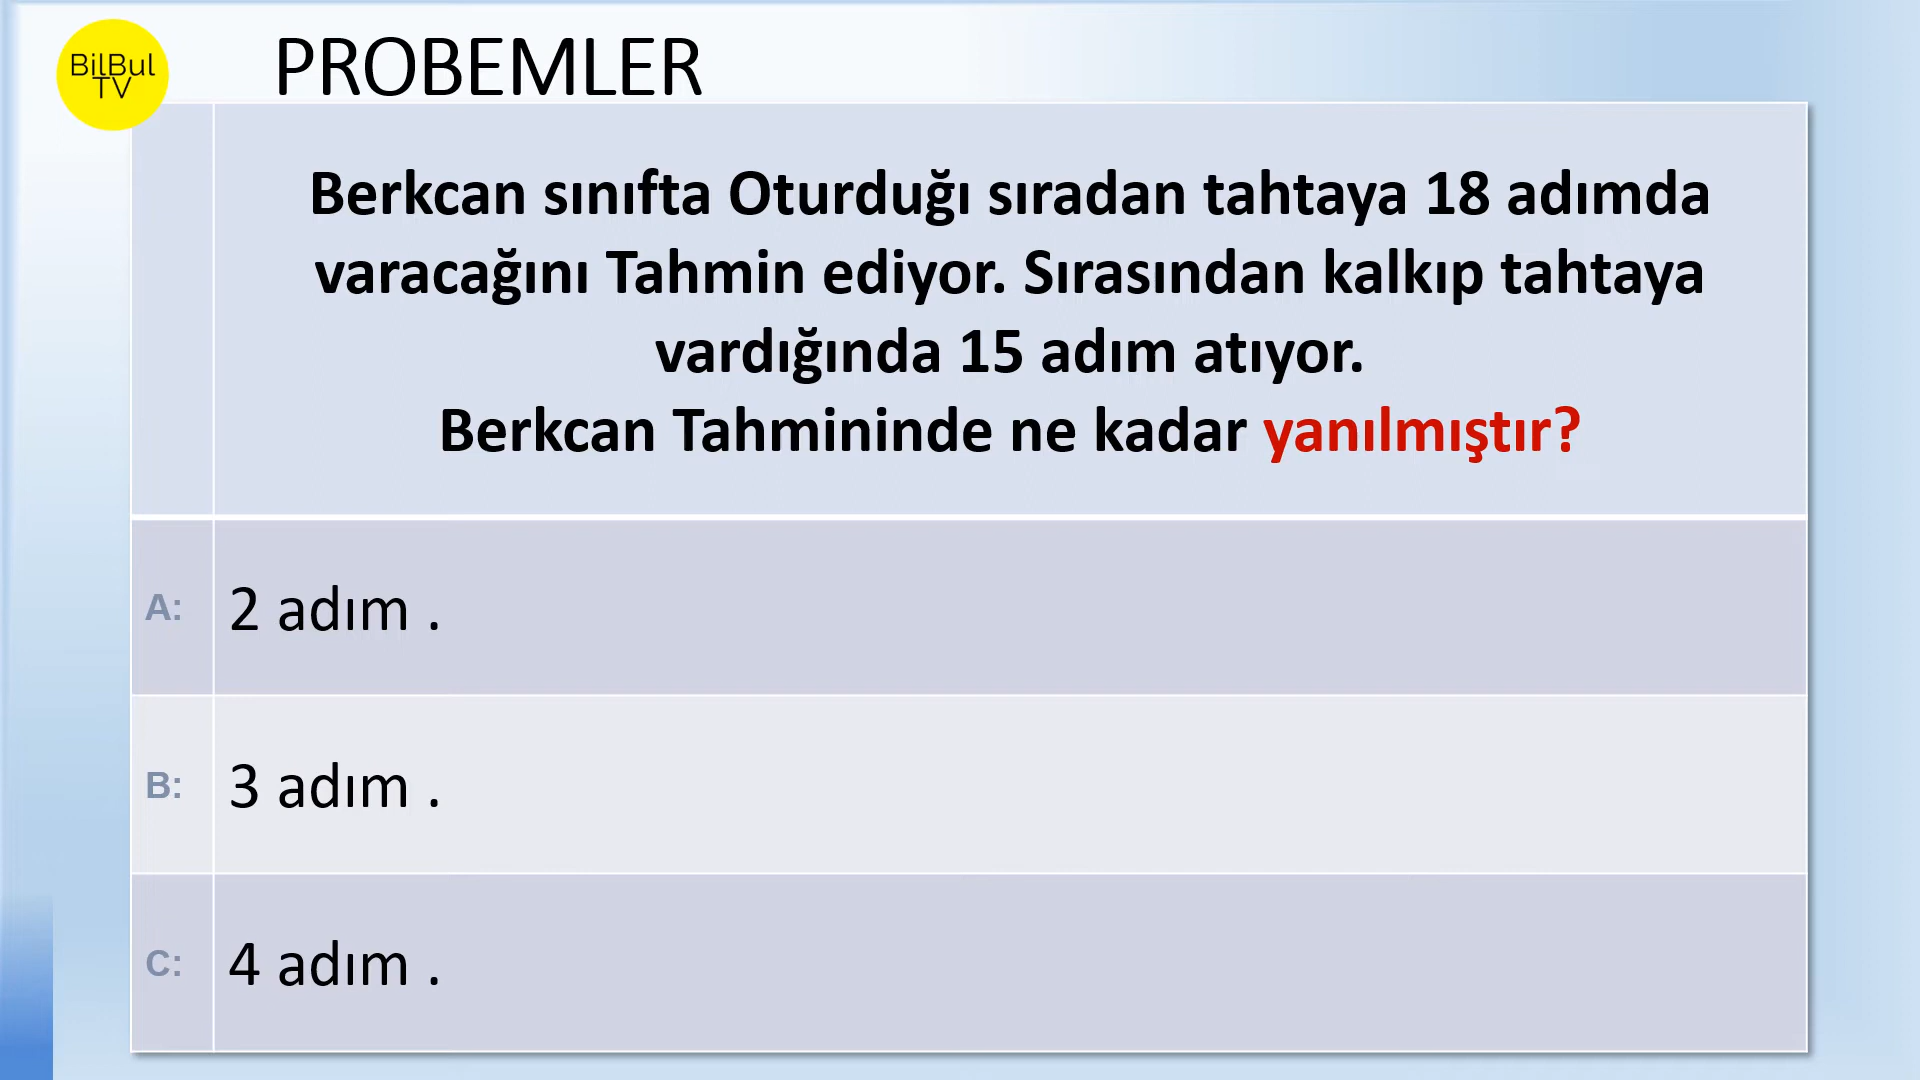 BilBul
TV
PROBEMLER
Berkcan sınıfta Oturduğı sıradan tahtaya 18 adımda
varacağını Tahmin ediyor. Sırasından kalkıp tahtaya
vardığında 15 adım atıyor.
Berkcan Tahmininde ne kadar yanılmıştır?
A: 2 adım .
B: 3 adım .
C: 4 adım .